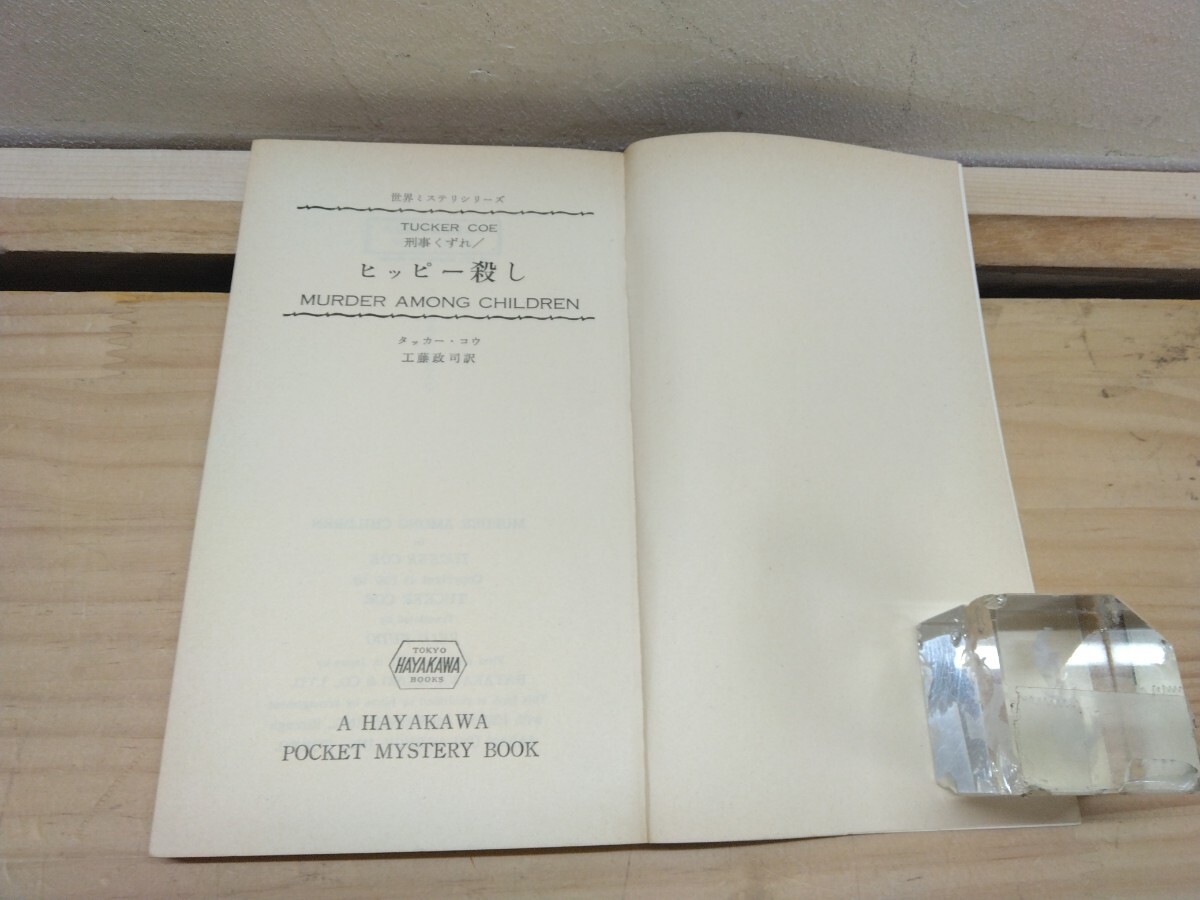 世界ミステリシリーズ
TUCKER COE
刑事くずれ/
ヒッピー殺し
MURDER AMONG CHILDREN
タッカー・コウ
工藤政司訳
TOKYO
HAYAKAWA
BOOKS
A HAYAKAWA
POCKET MYSTERY BOOK